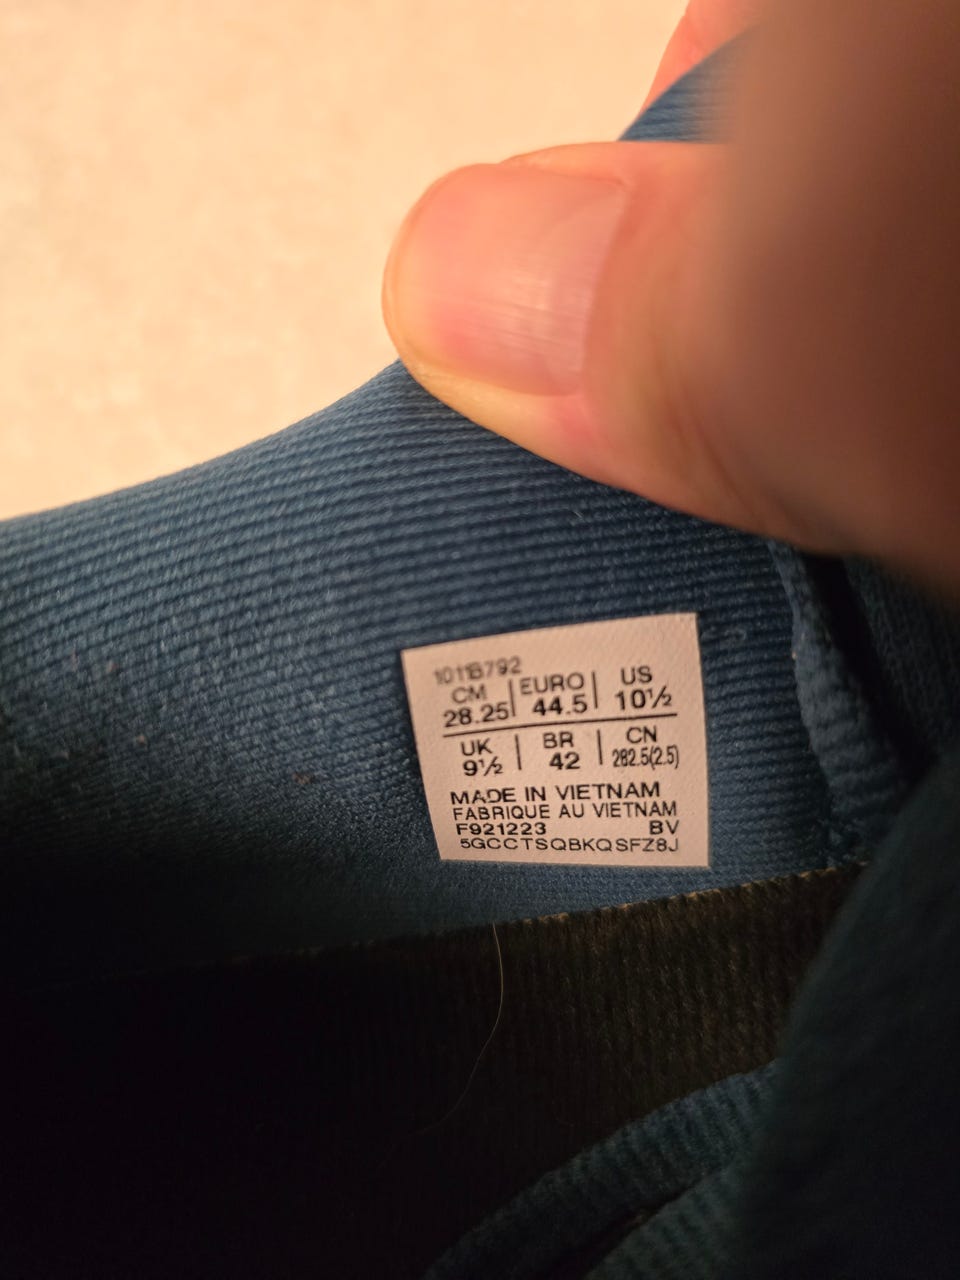 1011B792
CM | EURO | US
28.25 | 44.5 | 10½
UK | BR | CN
9½ | 42 | 282.5(2.5)
MADE IN VIETNAM
FABRIQUE AU VIETNAM
F921223 BV
5GCCTSQBKQSFZ8J